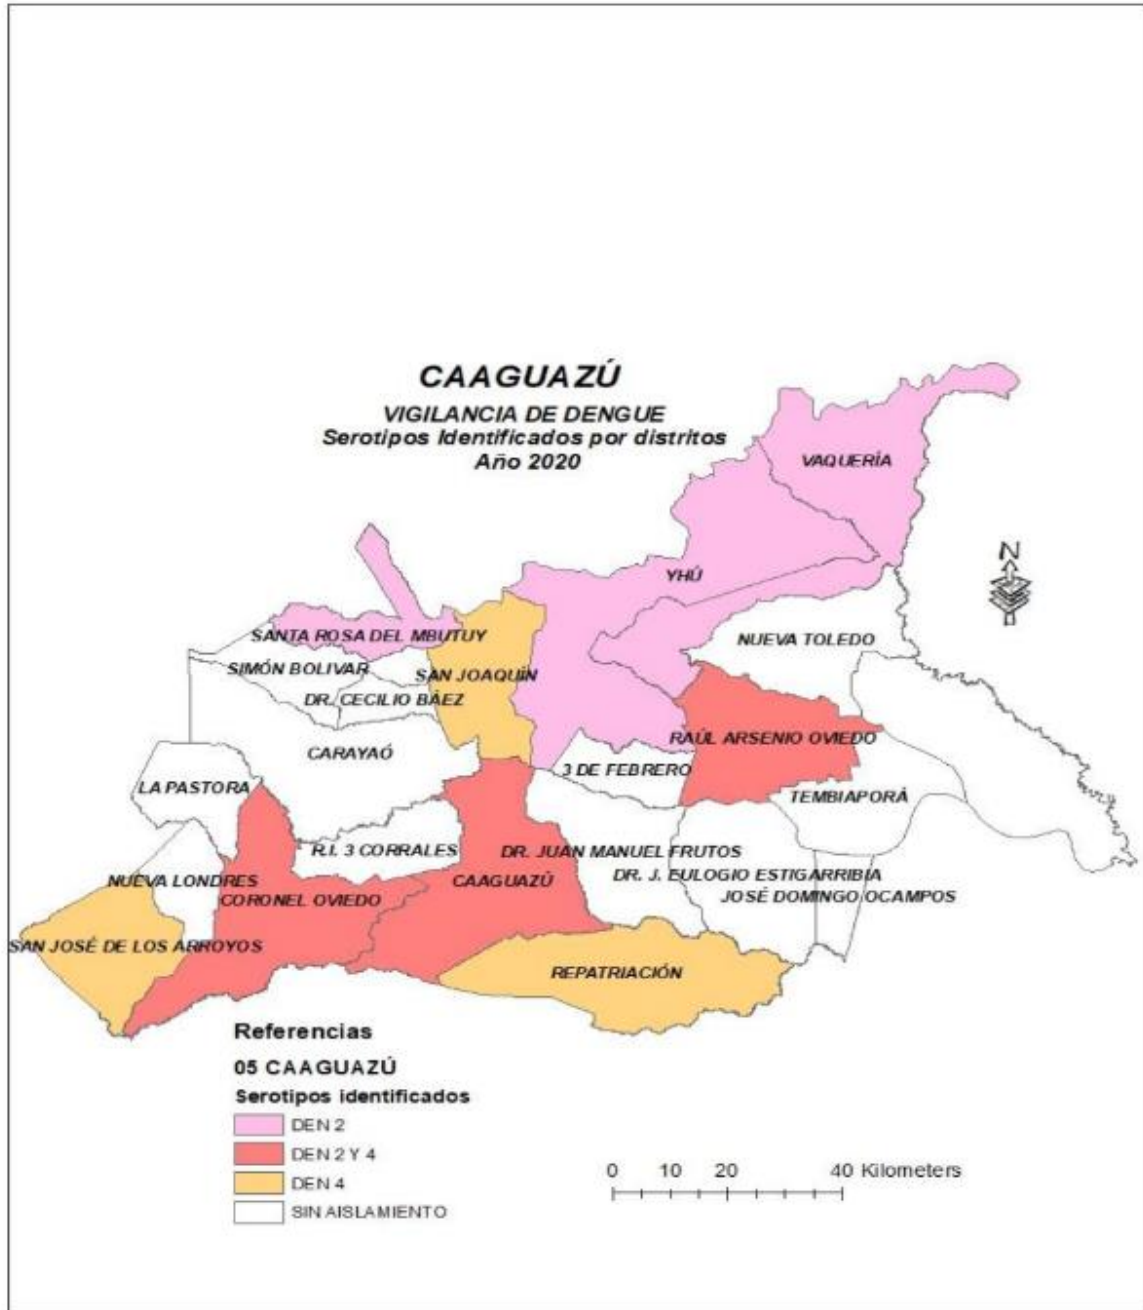 CAAGUAZÚ
VIGILANCIA DE DENGUE
Serotipos Identificados por distritos
Año 2020
VAQUERÍA
N
YHÚ
SANTA ROSA DEL MBUTUY
NUEVA TOLEDO
SIMÓN BOLIVAR
SAN JOAQUÍN
DR. CECILIO BÁEZ
RAÚL ARSENIO OVIEDO
CARAYAÓ
3 DE FEBRERO
LA PASTORA
TEMBIAPORÁ
R.I. 3 CORRALES
DR. JUAN MANUEL FRUTOS
NUEVA LONDRES
CAAGUAZÚ
DR. J. EULOGIO ESTIGARRIBIA
CORONEL OVIEDO
JOSÉ DOMINGO OCAMPOS
SAN JOSÉ DE LOS ARROYOS
REPATRIACIÓN
Referencias
05 CAAGUAZÚ
Serotipos identificados
DEN 2
DEN 2 Y 4
DEN 4
SIN AISLAMIENTO
0 10 20 40 Kilometers